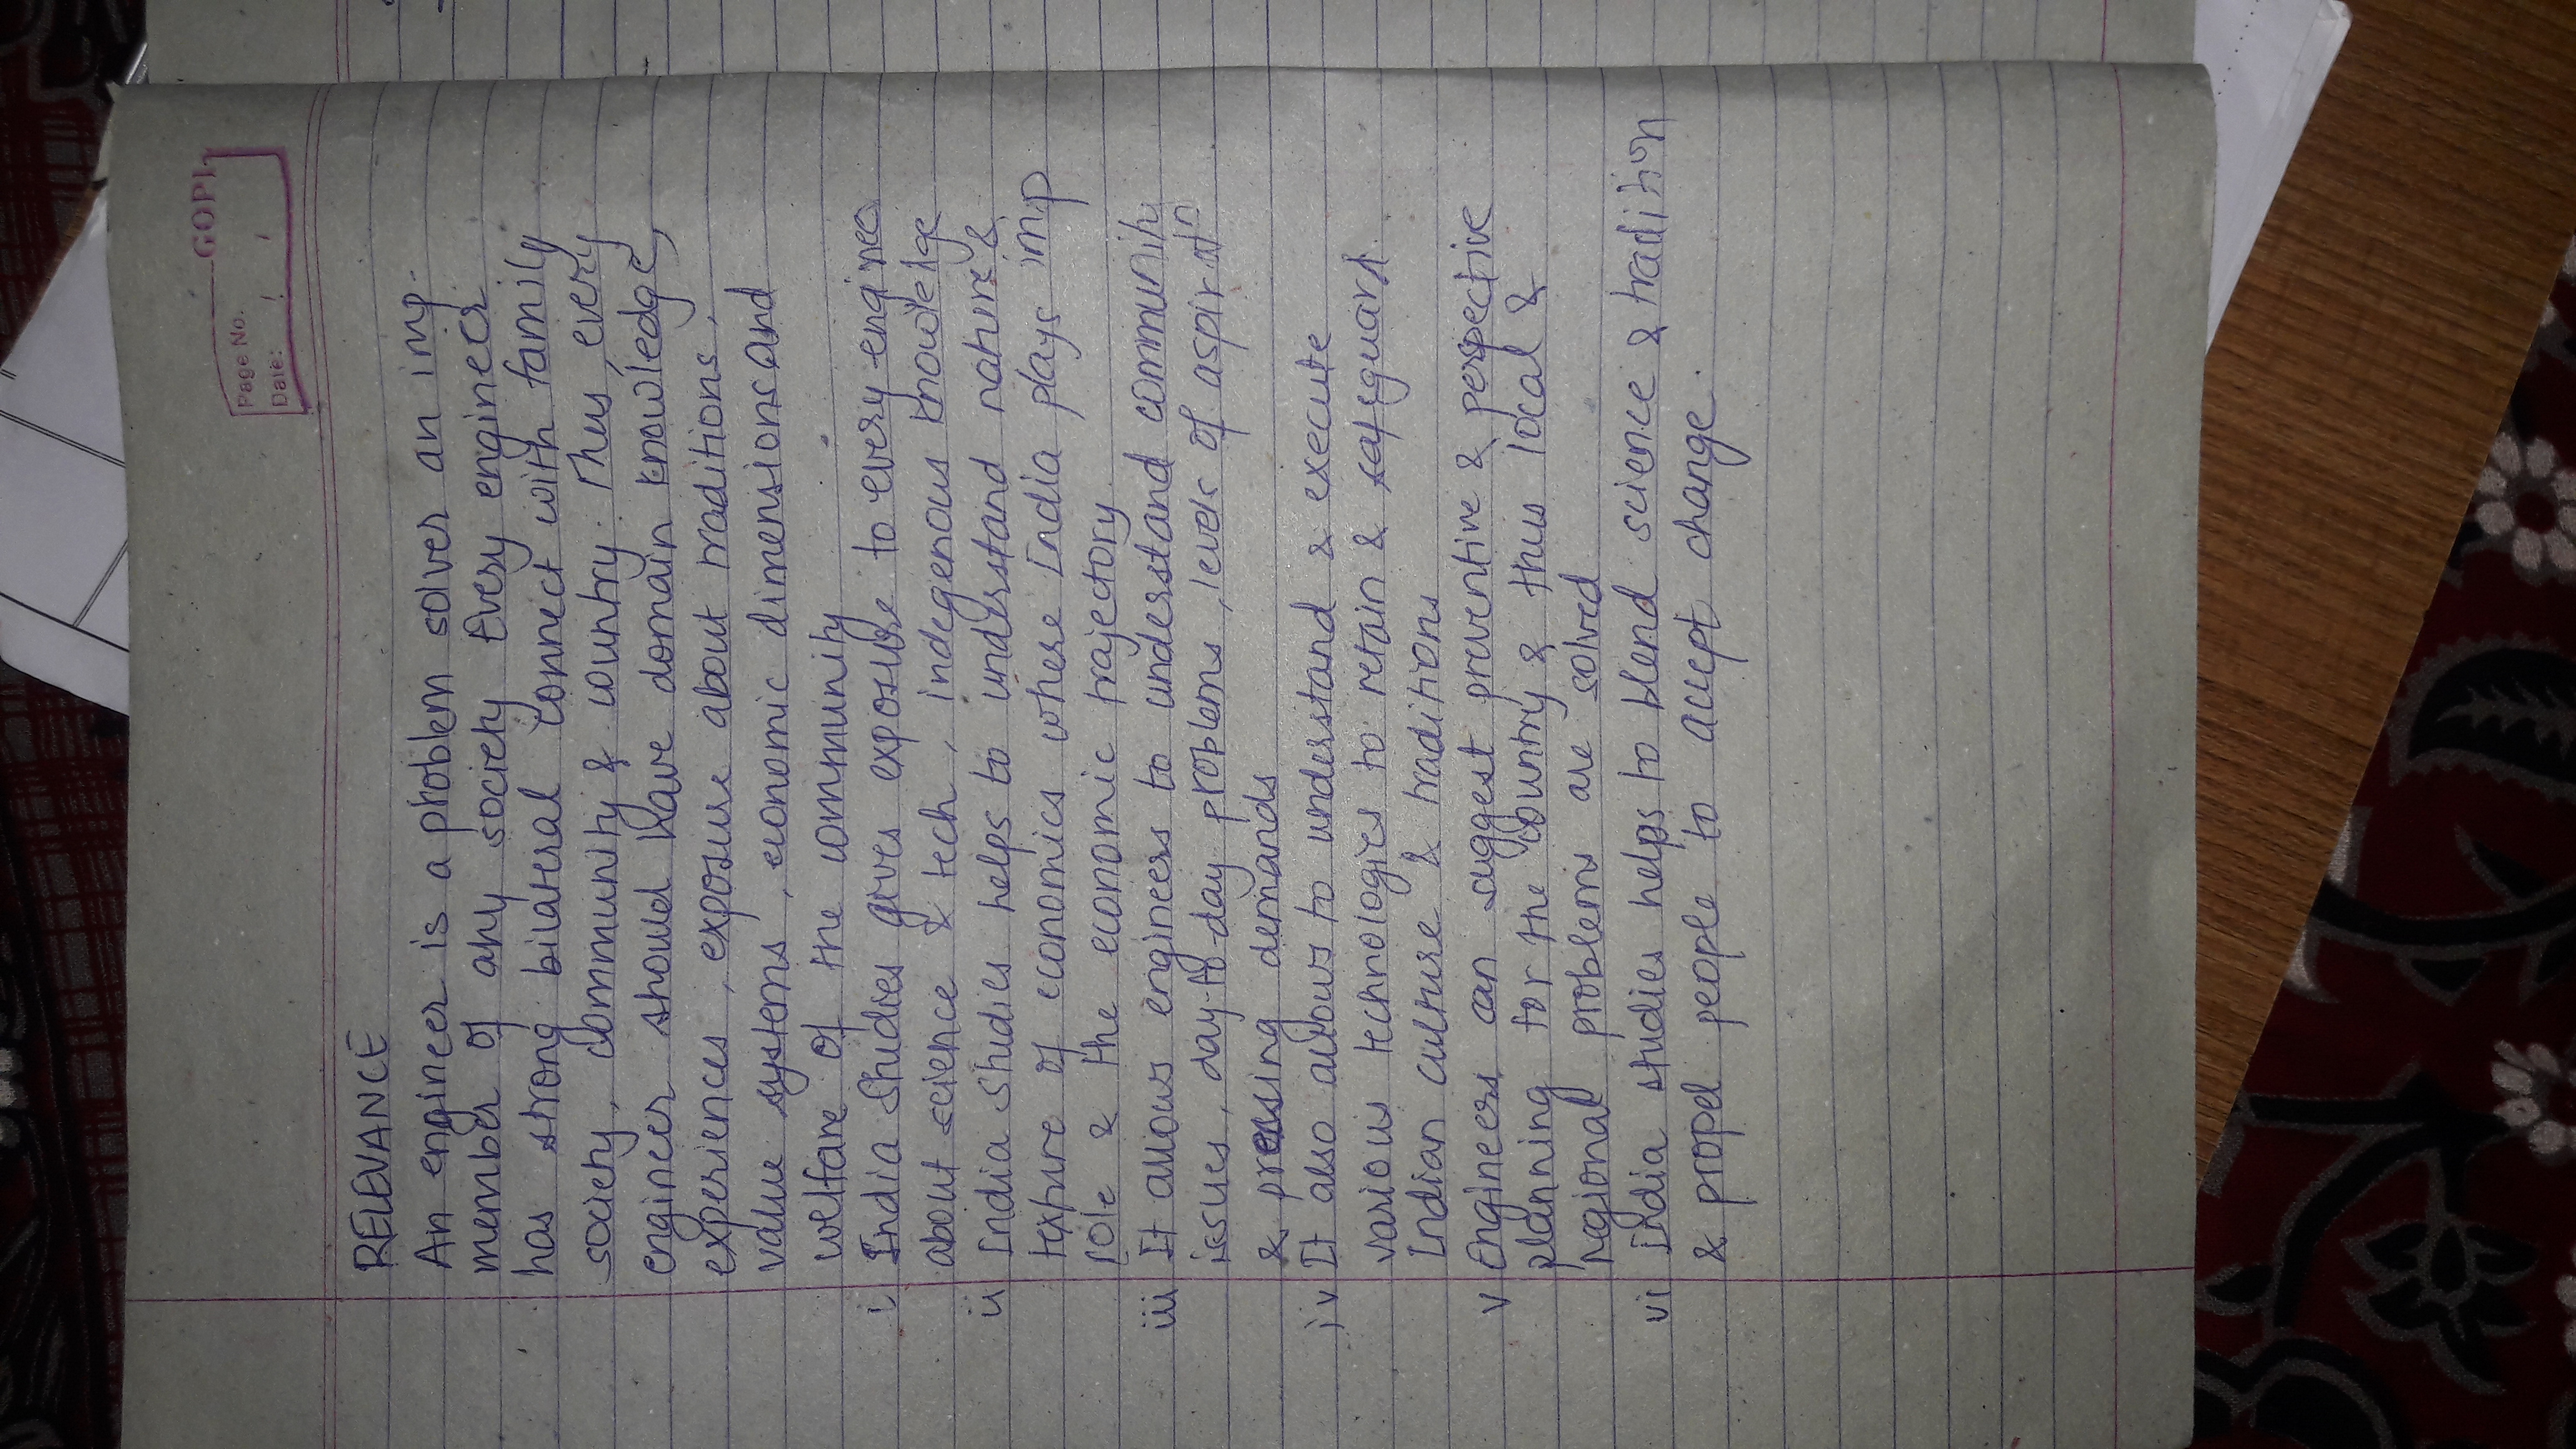 GOPI
Page No.
Date: / /
RELEVANCE
An engineer is a problem solver an imp.
member of any society Every engineer
has strong bilateral connect with family
society, community & country. Thus, every
engineer should have domain knowledge,
experiences, exposure about traditions,
value systems, economic dimensions and
welfare of the community
i India Studies gives exposure to every enginee
about science & tech, indegenous knowlelge
ii India Studies helps to understand nature &
texture of economics where India plays imp
role & the economic trajectory
iii It allows engineers to understand community
issues, day-to-day problems, levels of aspiratⁿ
& pressing demands
iv It also allows to understand & execute
various technologies to retain & safeguard
Indian culture & traditions
v Engineers can suggest preventive & perspective
planning for the country & thus local &
regional problems are solved
vi India studies helps to blend science & tradition
& propel people to accept change.